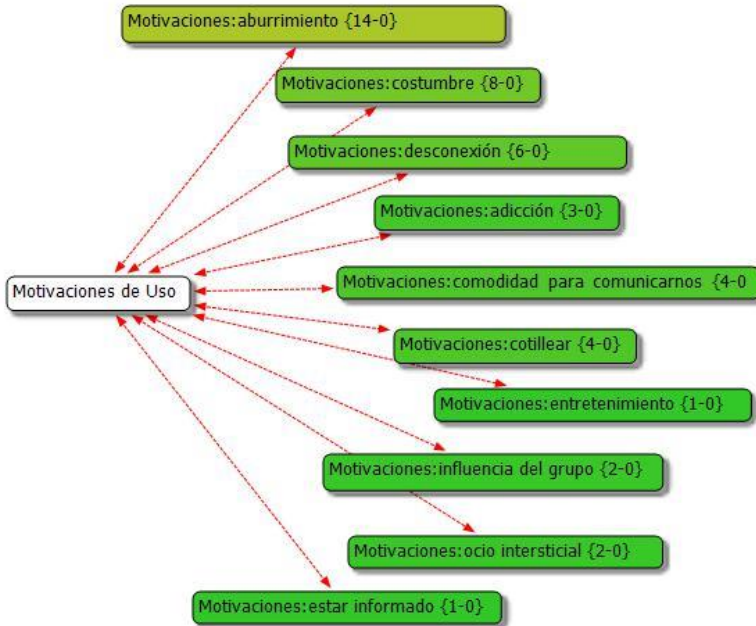 Motivaciones:aburrimiento {14-0}
Motivaciones:costumbre {8-0}
Motivaciones:desconexión {6-0}
Motivaciones:adicción {3-0}
Motivaciones de Uso
Motivaciones:comodidad para comunicarnos {4-0
Motivaciones:cotillear {4-0}
Motivaciones:entretenimiento {1-0}
Motivaciones:influencia del grupo {2-0}
Motivaciones:ocio intersticial {2-0}
Motivaciones:estar informado {1-0}